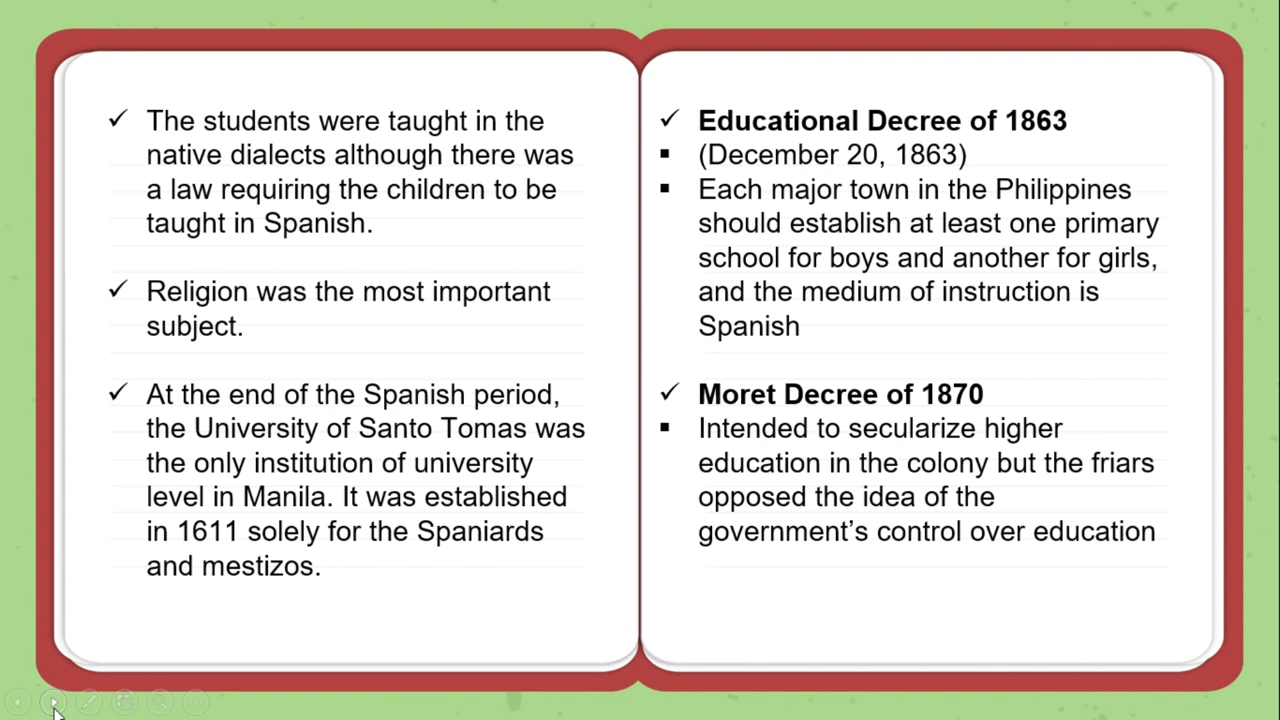 ✓ The students were taught in the
native dialects although there was
a law requiring the children to be
taught in Spanish.
✓ Religion was the most important
subject.
✓ At the end of the Spanish period,
the University of Santo Tomas was
the only institution of university
level in Manila. It was established
in 1611 solely for the Spaniards
and mestizos.
✓ Educational Decree of 1863
▪ (December 20, 1863)
▪ Each major town in the Philippines
should establish at least one primary
school for boys and another for girls,
and the medium of instruction is
Spanish
✓ Moret Decree of 1870
▪ Intended to secularize higher
education in the colony but the friars
opposed the idea of the
government’s control over education